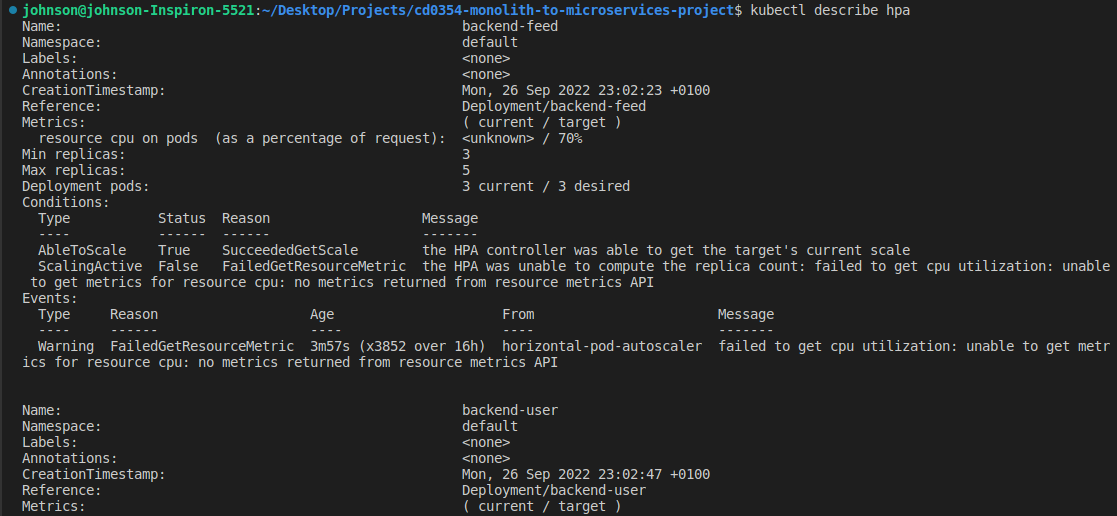 johnson@johnson-Inspiron-5521:~/Desktop/Projects/cd0354-monolith-to-microservices-project$ kubectl describe hpa
Name: backend-feed
Namespace: default
Labels: <none>
Annotations: <none>
CreationTimestamp: Mon, 26 Sep 2022 23:02:23 +0100
Reference: Deployment/backend-feed
Metrics: ( current / target )
resource cpu on pods (as a percentage of request): <unknown> / 70%
Min replicas: 3
Max replicas: 5
Deployment pods: 3 current / 3 desired
Conditions:
Type Status Reason Message
---- ------ ------ -------
AbleToScale True SucceededGetScale the HPA controller was able to get the target's current scale
ScalingActive False FailedGetResourceMetric the HPA was unable to compute the replica count: failed to get cpu utilization: unable
to get metrics for resource cpu: no metrics returned from resource metrics API
Events:
Type Reason Age From Message
---- ------ ---- ---- -------
Warning FailedGetResourceMetric 3m57s (x3852 over 16h) horizontal-pod-autoscaler failed to get cpu utilization: unable to get metr
ics for resource cpu: no metrics returned from resource metrics API
Name: backend-user
Namespace: default
Labels: <none>
Annotations: <none>
CreationTimestamp: Mon, 26 Sep 2022 23:02:47 +0100
Reference: Deployment/backend-user
Metrics: ( current / target )